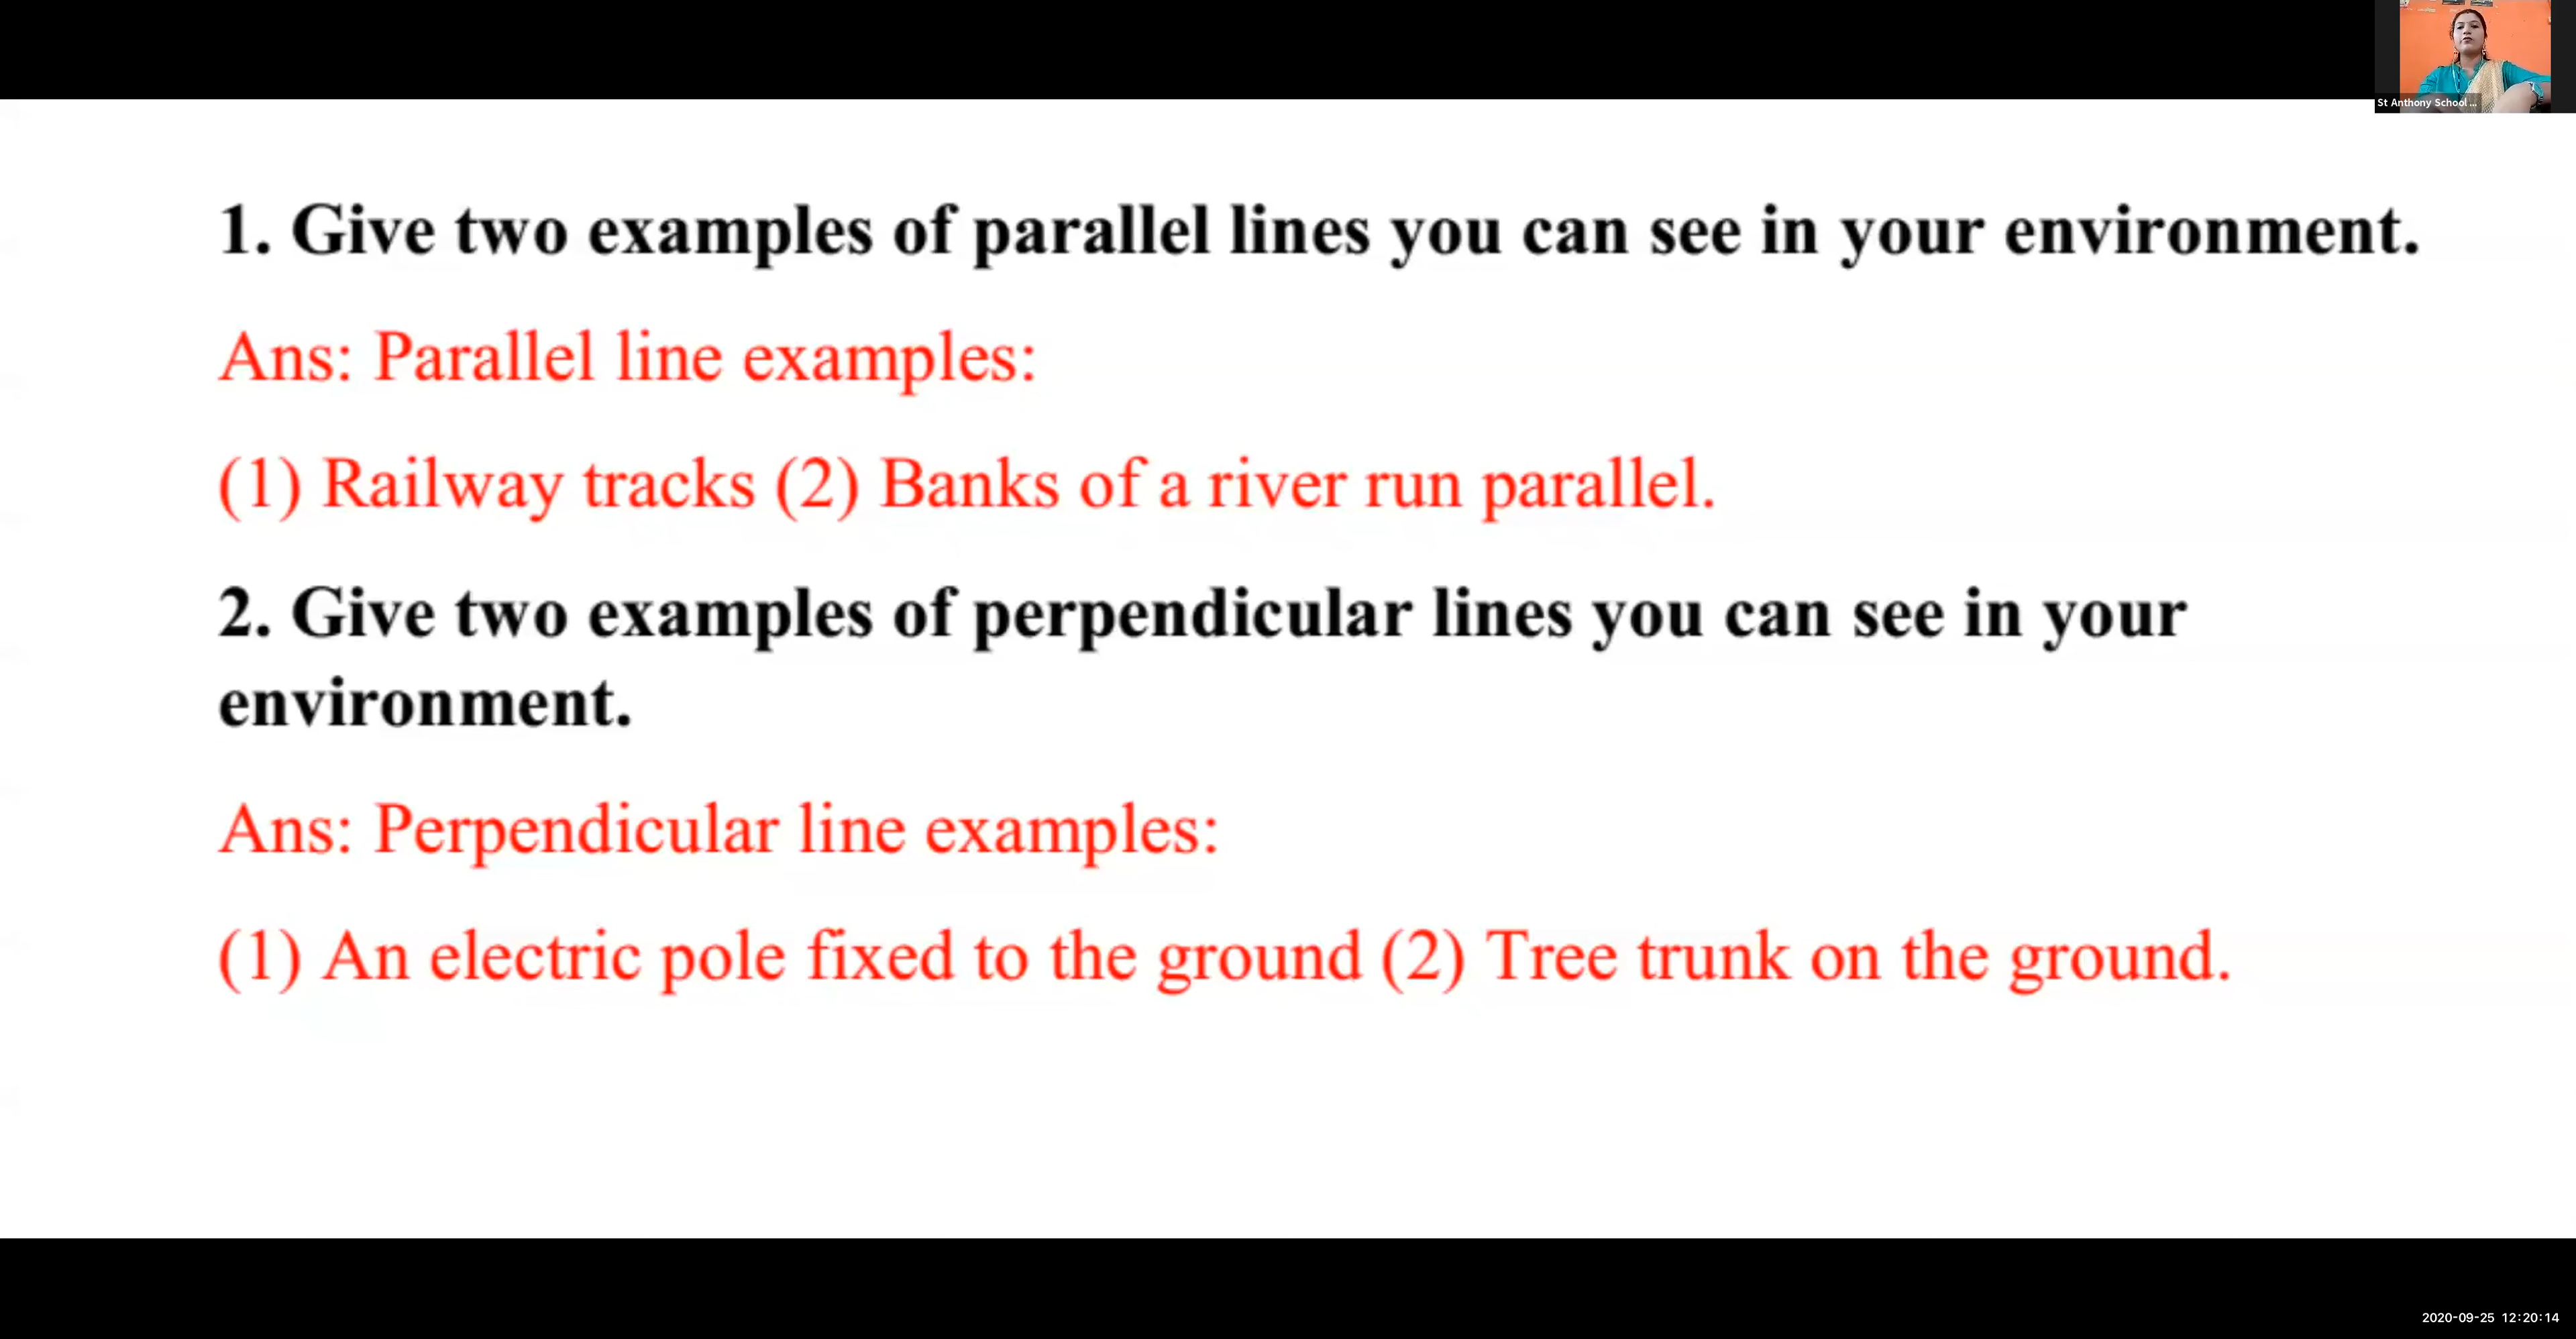 St Anthony School ...
1. Give two examples of parallel lines you can see in your environment.
Ans: Parallel line examples:
(1) Railway tracks (2) Banks of a river run parallel.
2. Give two examples of perpendicular lines you can see in your
environment.
Ans: Perpendicular line examples:
(1) An electric pole fixed to the ground (2) Tree trunk on the ground.
2020-09-25 12:20:14